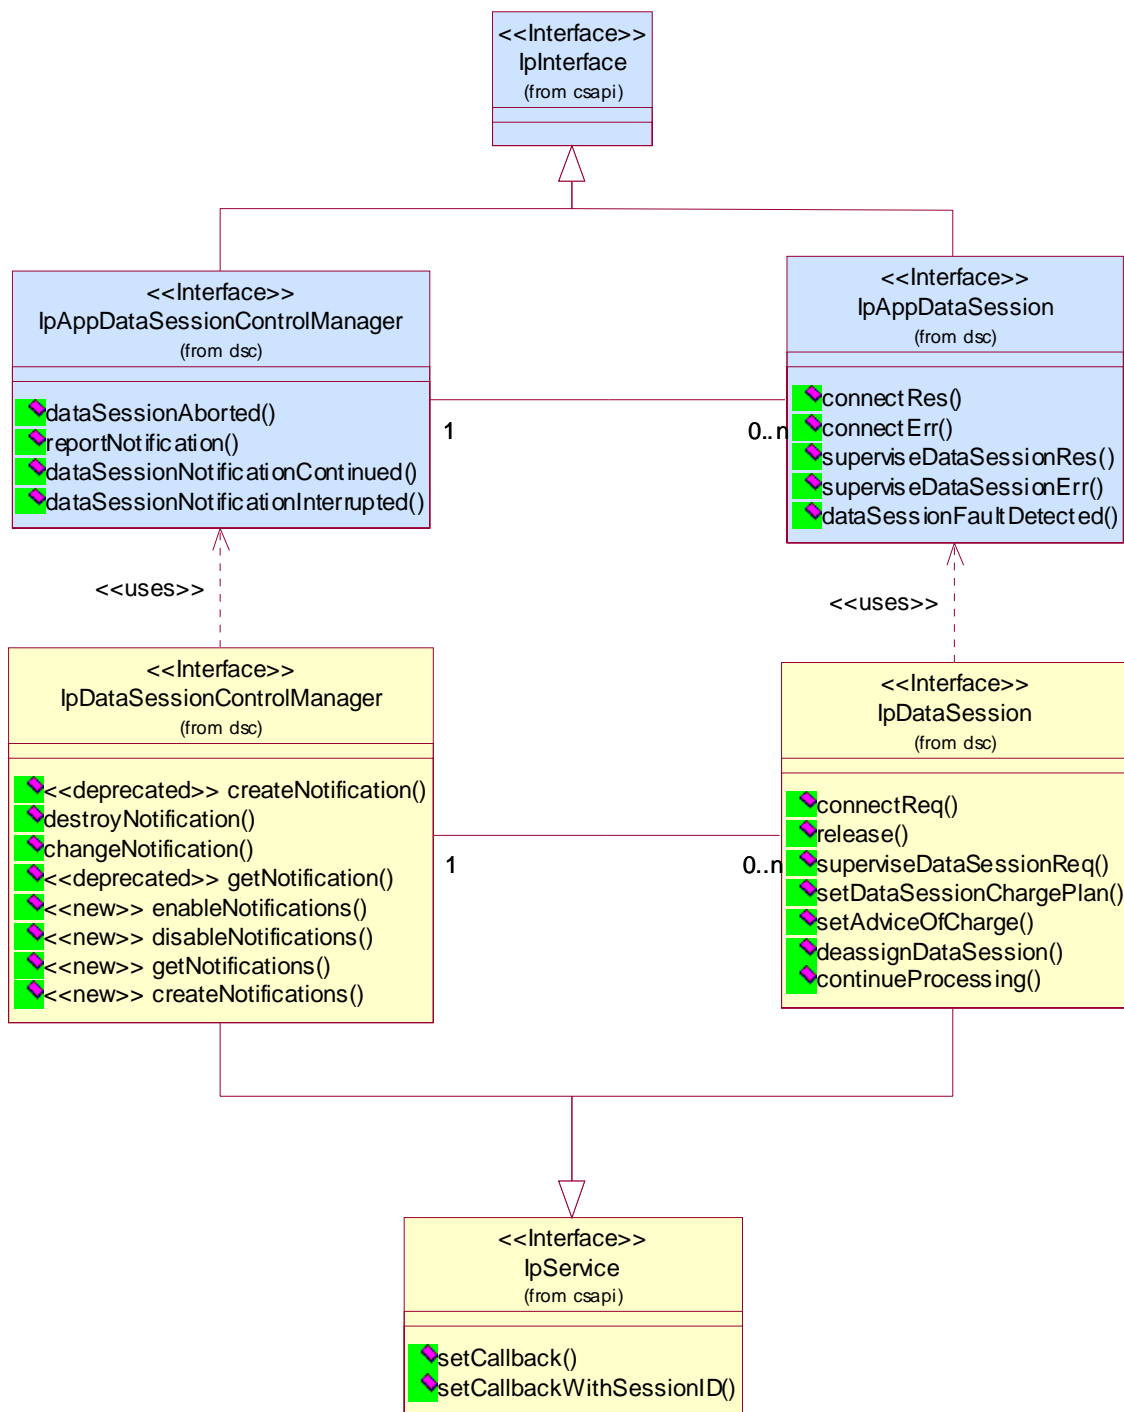 <<Interface>>
IpInterface
(from csapi)
<<Interface>>
IpAppDataSessionControlManager
(from dsc)
dataSessionAborted()
reportNotification()
dataSessionNotificationContinued()
dataSessionNotificationInterrupted()
<<Interface>>
IpAppDataSession
(from dsc)
connectRes()
connectErr()
superviseDataSessionRes()
superviseDataSessionErr()
dataSessionFaultDetected()
1
0..n
<<uses>>
<<uses>>
<<Interface>>
IpDataSessionControlManager
(from dsc)
<<deprecated>> createNotification()
destroyNotification()
changeNotification()
<<deprecated>> getNotification()
<<new>> enableNotifications()
<<new>> disableNotifications()
<<new>> getNotifications()
<<new>> createNotifications()
<<Interface>>
IpDataSession
(from dsc)
connectReq()
release()
superviseDataSessionReq()
setDataSessionChargePlan()
setAdviceOfCharge()
deassignDataSession()
continueProcessing()
1
0..n
<<Interface>>
IpService
(from csapi)
setCallback()
setCallbackWithSessionID()